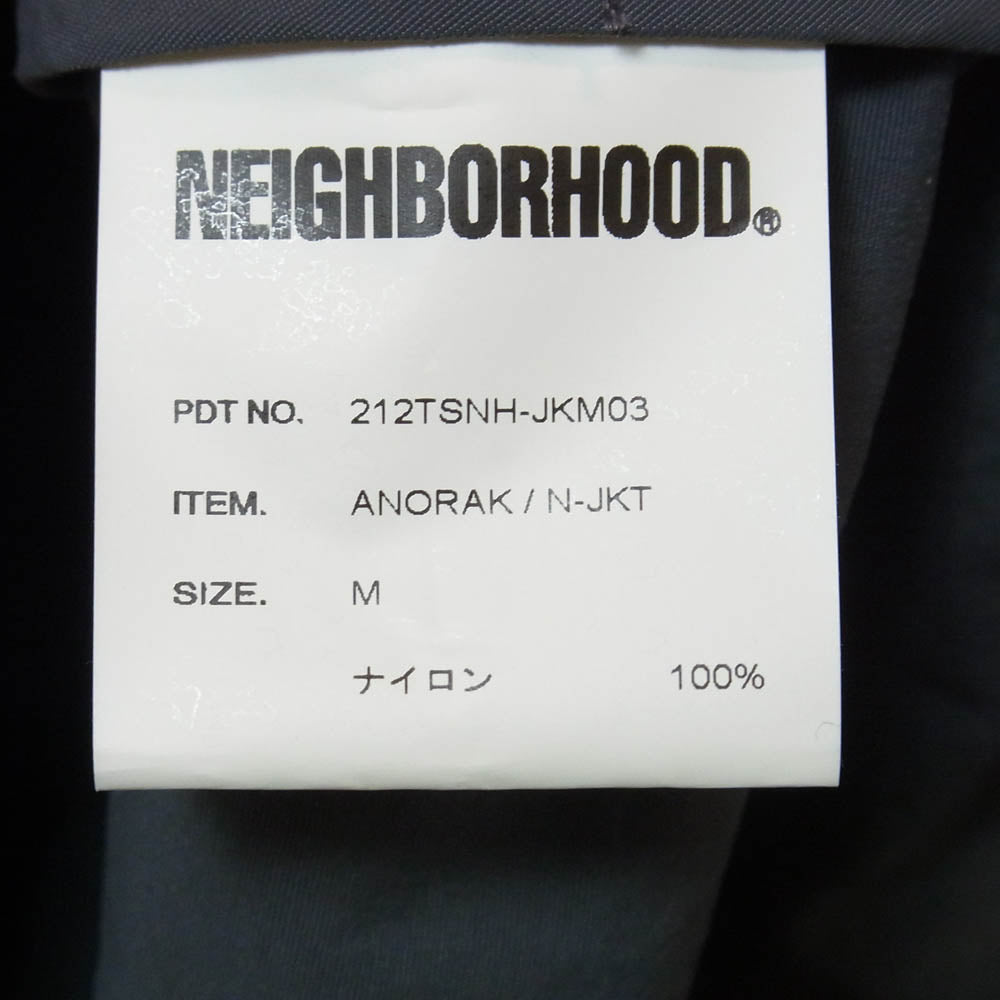 NEIGHBORHOOD®
PDT NO. 212TSNH-JKM03
ITEM. ANORAK / N-JKT
SIZE. M
ナイロン 100%